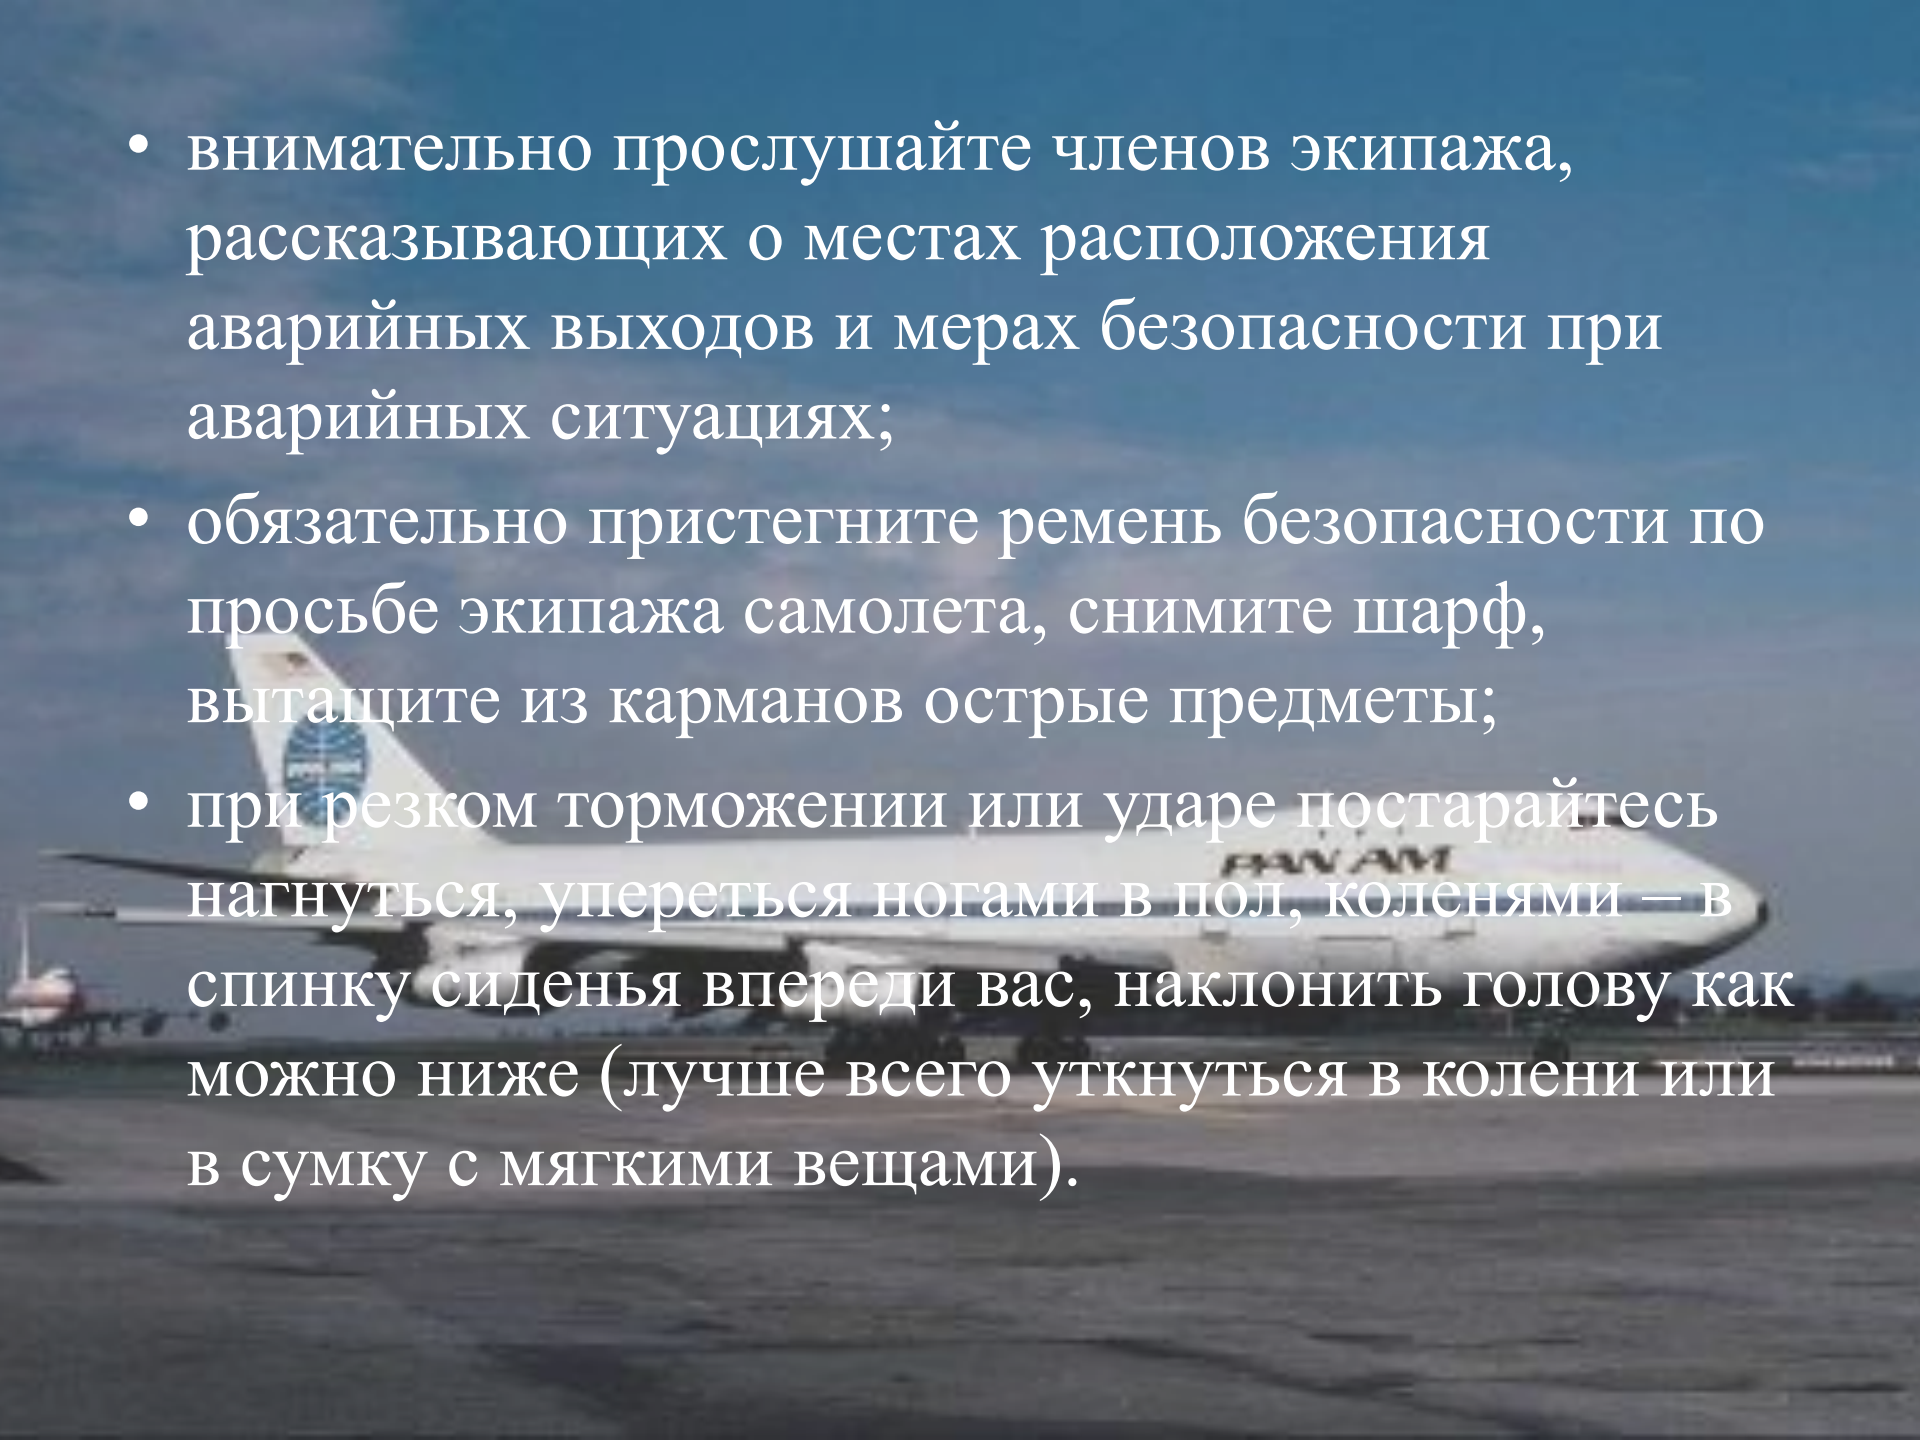 • внимательно прослушайте членов экипажа,
рассказывающих о местах расположения
аварийных выходов и мерах безопасности при
аварийных ситуациях;
• обязательно пристегните ремень безопасности по
просьбе экипажа самолета, снимите шарф,
вытащите из карманов острые предметы;
• при резком торможении или ударе постарайтесь
нагнуться, упереться ногами в пол, коленями – в
спинку сиденья впереди вас, наклонить голову как
можно ниже (лучше всего уткнуться в колени или
в сумку с мягкими вещами).
PAN AM
PAN AM